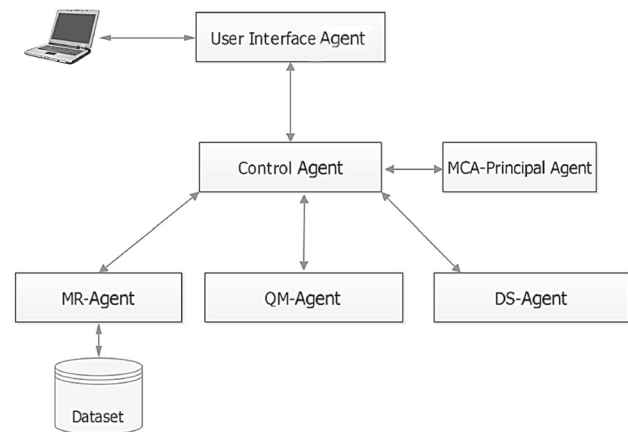 User Interface Agent
Control Agent
MCA-Principal Agent
MR-Agent
QM-Agent
DS-Agent
Dataset